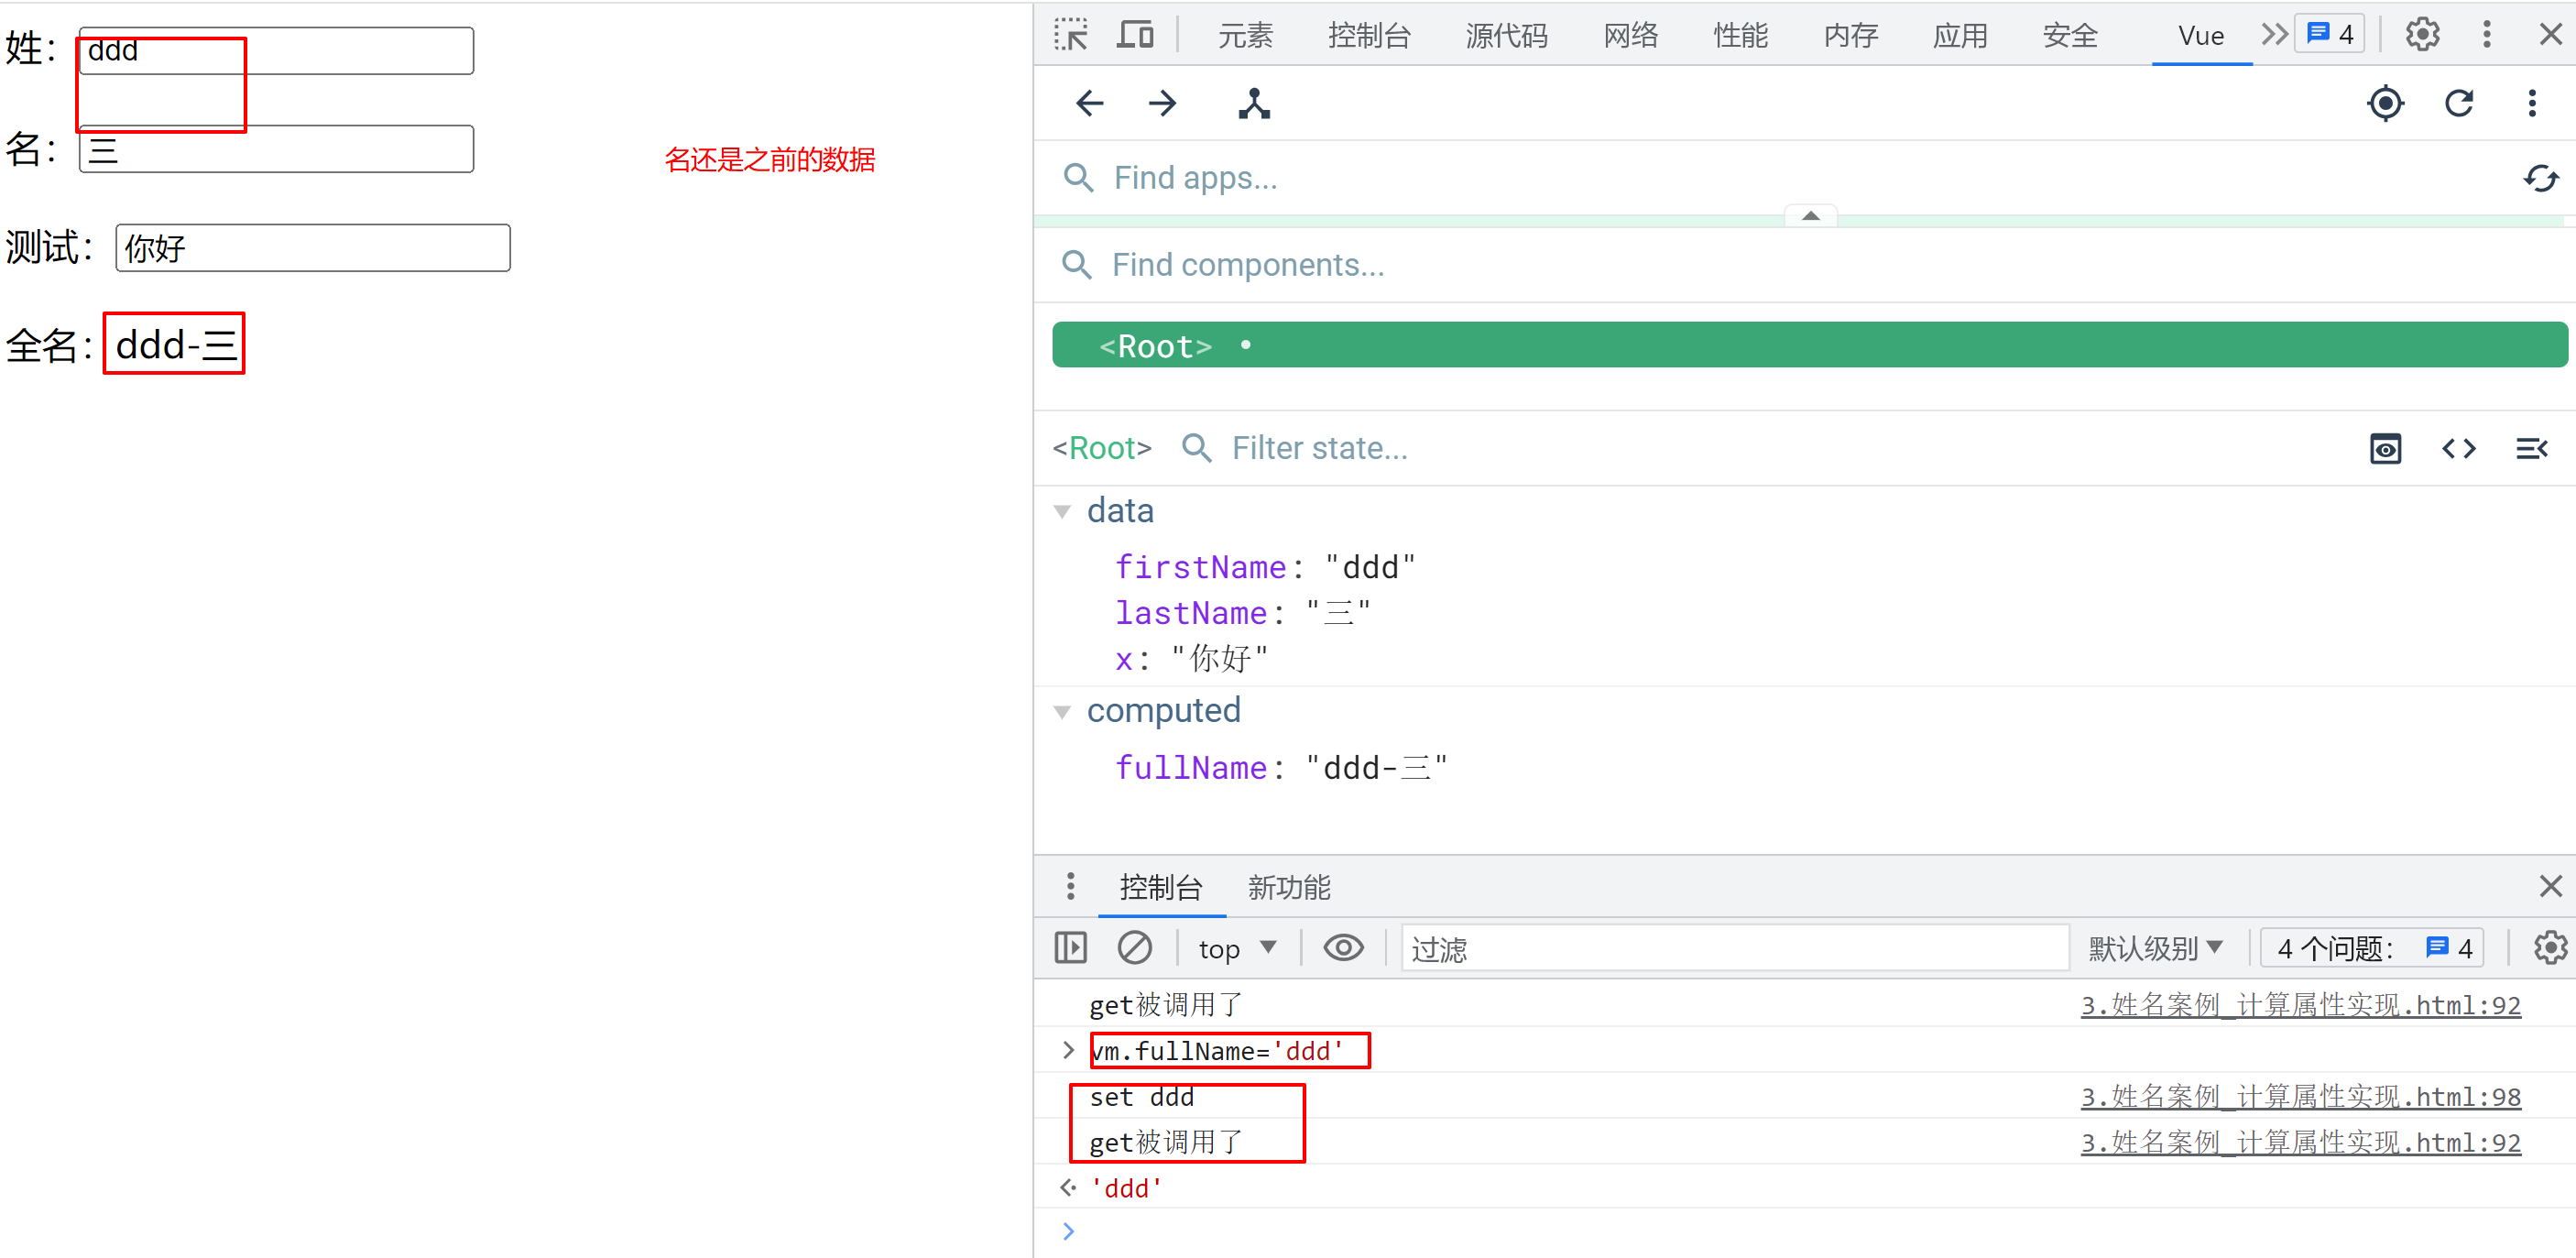 姓： ddd
名： 三
名还是之前的数据
测试： 你好
全名： ddd-三
元素 控制台 源代码 网络 性能 内存 应用 安全 Vue 4
Find apps...
Find components...
<Root>
<Root> Filter state...
data
firstName: "ddd"
lastName: "三"
x: "你好"
computed
fullName: "ddd-三"
控制台 新功能
top 过滤 默认级别 4 个问题： 4
get被调用了 3.姓名案例_计算属性实现.html:92
> vm.fullName='ddd'
set ddd 3.姓名案例_计算属性实现.html:98
get被调用了 3.姓名案例_计算属性实现.html:92
'ddd'